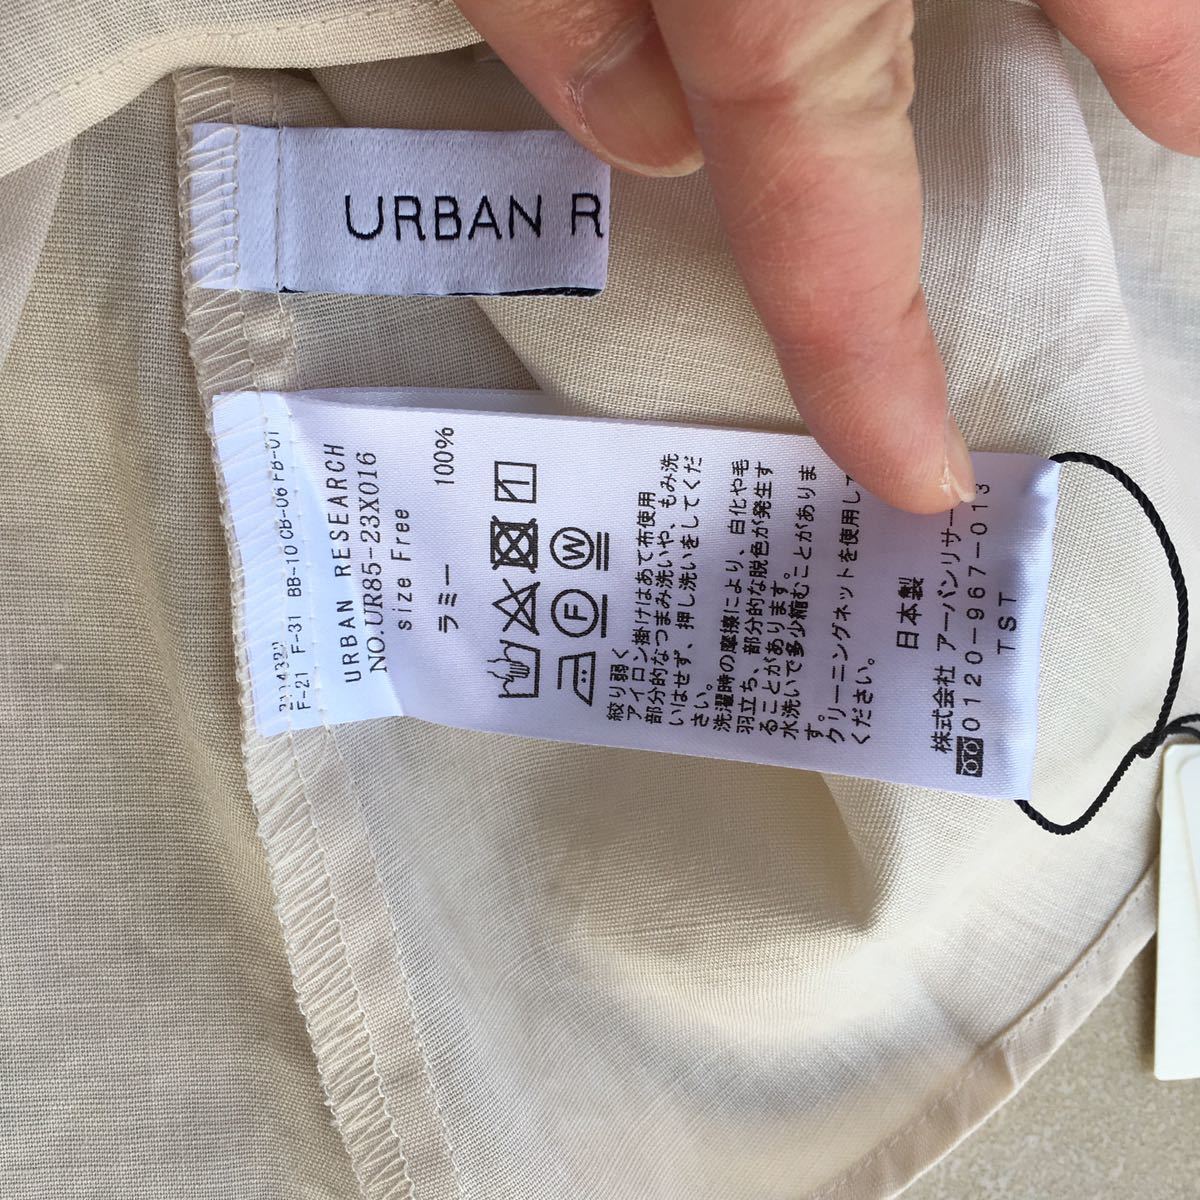 URBAN R
F-21 F-31 BB-10 CB-06 FB-01
URBAN RESEARCH
NO.UR85-23X016
size Free
ラミー 100%
W
F
絞り弱く
アイロン掛けはあて布使用
部分的なつまみ洗いや、もみ洗
いはせず、押し洗いをしてくだ
さい。
洗濯時の摩擦により、白化や毛
羽立ち、部分的な脱色が発生す
ることがあります。
水洗いで多少縮むことがありま
す。
クリーニングネットを使用して
ください。
日本製
株式会社 アーバンリサー
0120-967-013
TST